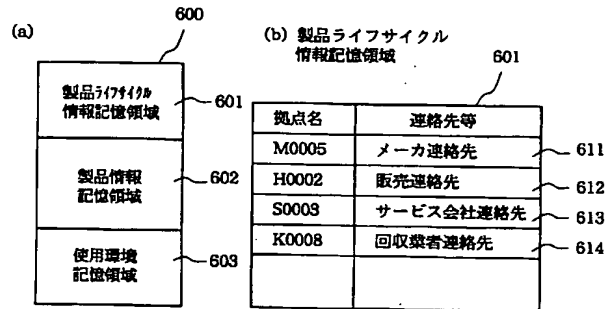 (a)
600
製品ライフサイクル
情報記憶領域
601
製品情報
記憶領域
602
使用環境
記憶領域
603
(b) 製品ライフサイクル
情報記憶領域
601
拠点名 連絡先等
M0005 メーカ連絡先 611
H0002 販売連絡先 612
S0003 サービス会社連絡先 613
K0008 回収業者連絡先 614